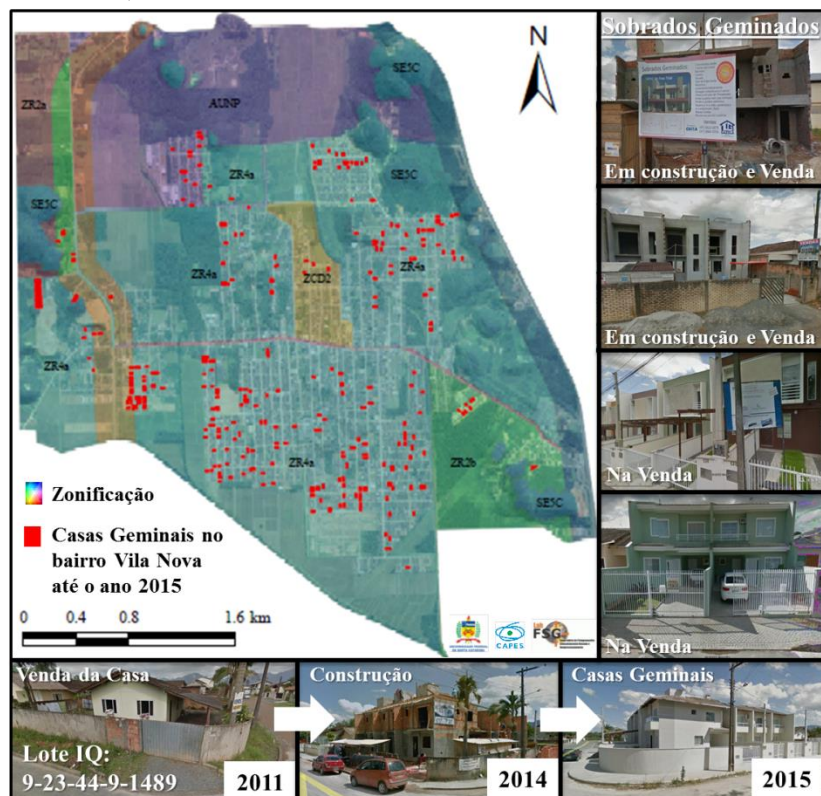 Sobrados Geminados
N
ZR2a
AUNP
SE5C
SE5C
SE5C
ZR4a
ZR4a
ZCD2
ZR4a
ZR4a
ZR4a
ZR2b
SE5C
Zonificação
Casas Geminais no
bairro Vila Nova
até o ano 2015
0 0.4 0.8 1.6 km
CAPES
FSG
Sobrados Geminados
Em construção e Venda
Em construção e Venda
Na Venda
Na Venda
Venda da Casa
Lote IQ:
9-23-44-9-1489
2011
Construção
2014
Casas Geminais
2015